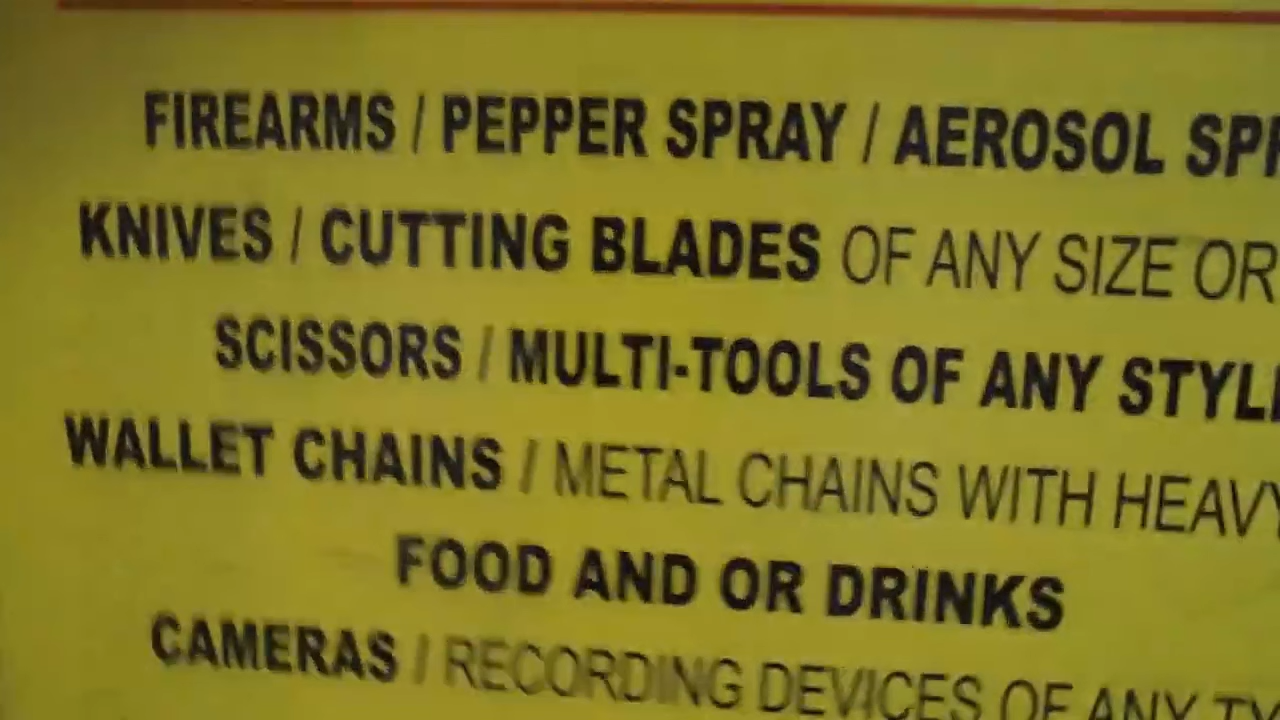 FIREARMS / PEPPER SPRAY / AEROSOL
KNIVES / CUTTING BLADES OF ANY SIZE OR
SCISSORS / MULTI-TOOLS OF ANY
WALLET CHAINS / METAL CHAINS WITH
FOOD AND OR DRINKS
CAMERAS / RECORDING DEVICES OF ANY